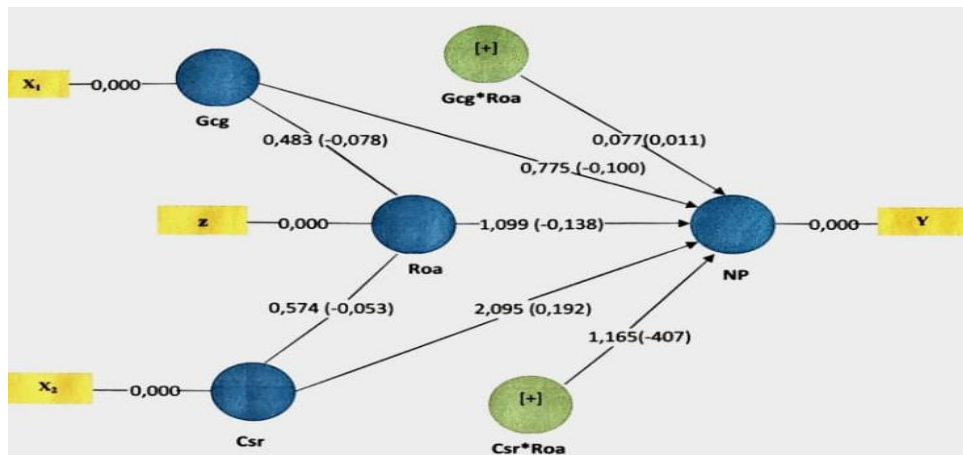 [+]
X₁
0,000
Gcg
Gcg*Roa
0,483 (-0,078)
0,077(0,011)
0,775 (-0,100)
z
0,000
1,099 (-0,138)
0,000
Y
Roa
NP
0,574 (-0,053)
2,095 (0,192)
1,165(-407)
X₂
0,000
[+]
Csr
Csr*Roa